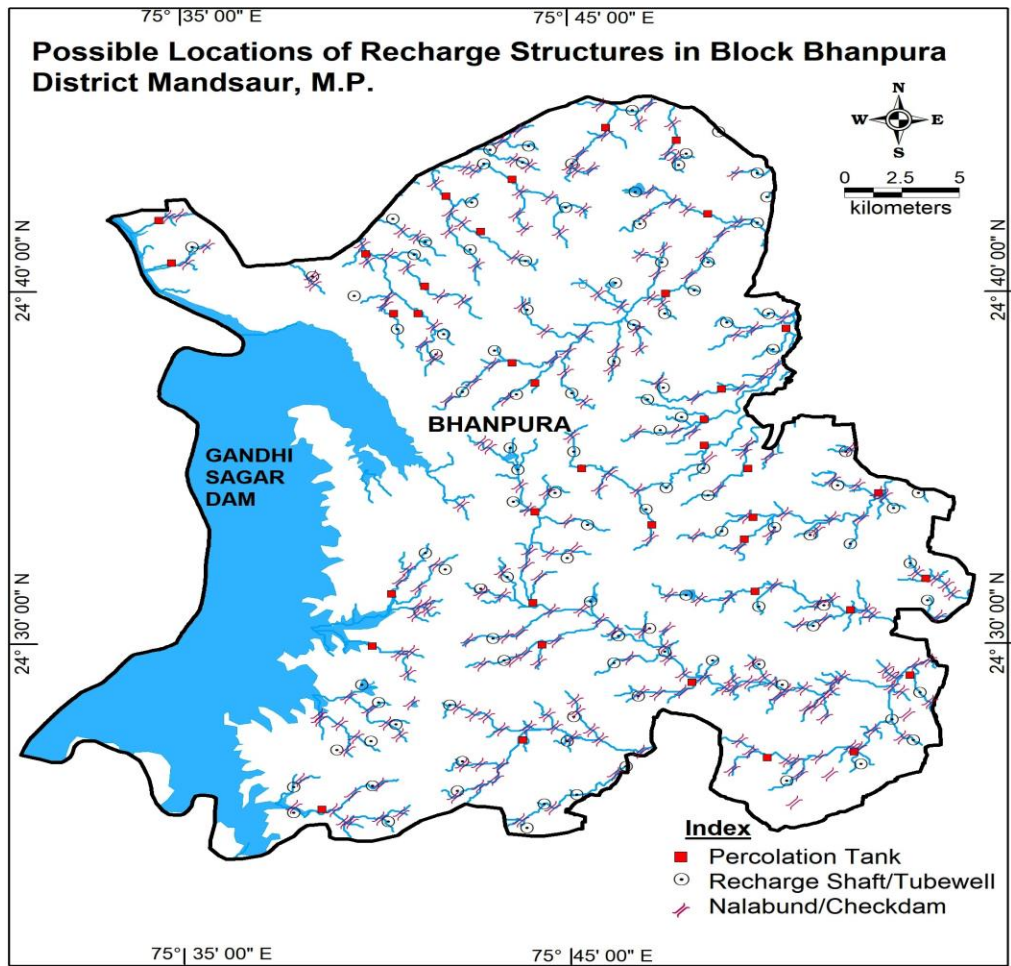 75° 35' 00" E
75° 45' 00" E
Possible Locations of Recharge Structures in Block Bhanpura
District Mandsaur, M.P.
N
W E
S
0 2.5 5
kilometers
24° 40' 00" N
24° 40' 00" N
BHANPURA
GANDHI
SAGAR
DAM
24° 30' 00" N
24° 30' 00" N
Index
Percolation Tank
Recharge Shaft/Tubewell
Nalabund/Checkdam
75° 35' 00" E
75° 45' 00" E